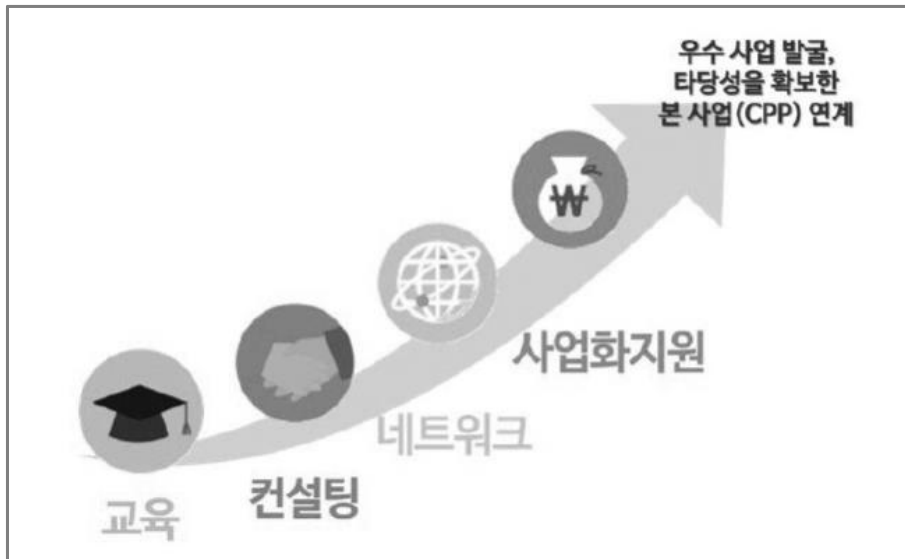 우수 사업 발굴,
타당성을 확보한
본 사업(CPP) 연계
₩
사업화지원
네트워크
컨설팅
교육